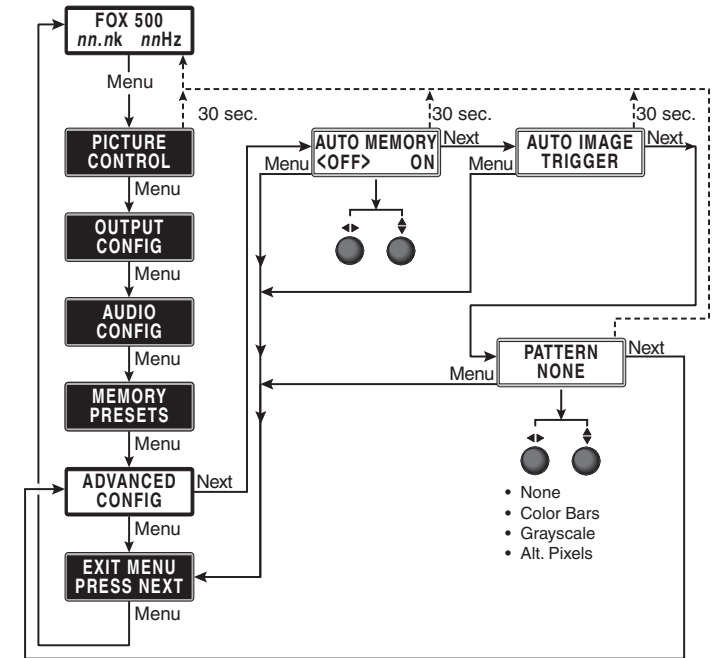 FOX 500
nn.nk nnHz
Menu
30 sec.
30 sec.
30 sec.
PICTURE
CONTROL
AUTO MEMORY
<OFF> ON
Next
Menu
AUTO IMAGE
TRIGGER
Next
Menu
Menu
OUTPUT
CONFIG
Menu
AUDIO
CONFIG
Menu
PATTERN
NONE
Next
Menu
MEMORY
PRESETS
Menu
ADVANCED
CONFIG
Next
• None
• Color Bars
• Grayscale
• Alt. Pixels
Menu
EXIT MENU
PRESS NEXT
Menu